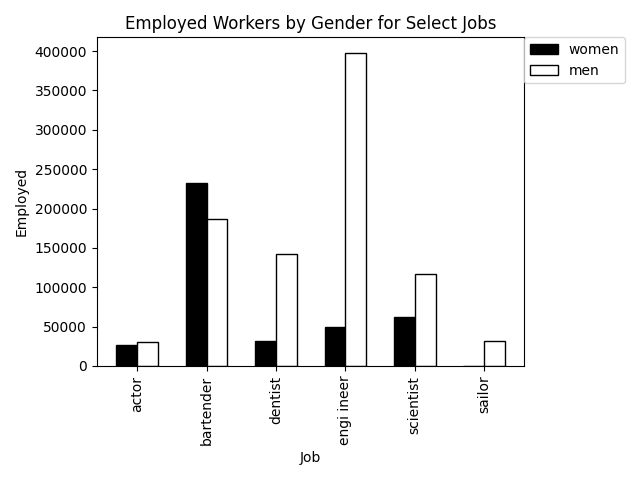 Employed Workers by Gender for Select Jobs
women
men
400000
350000
300000
250000
200000
150000
100000
50000
0
Employed
actor
bartender
dentist
engi ineer
scientist
sailor
Job